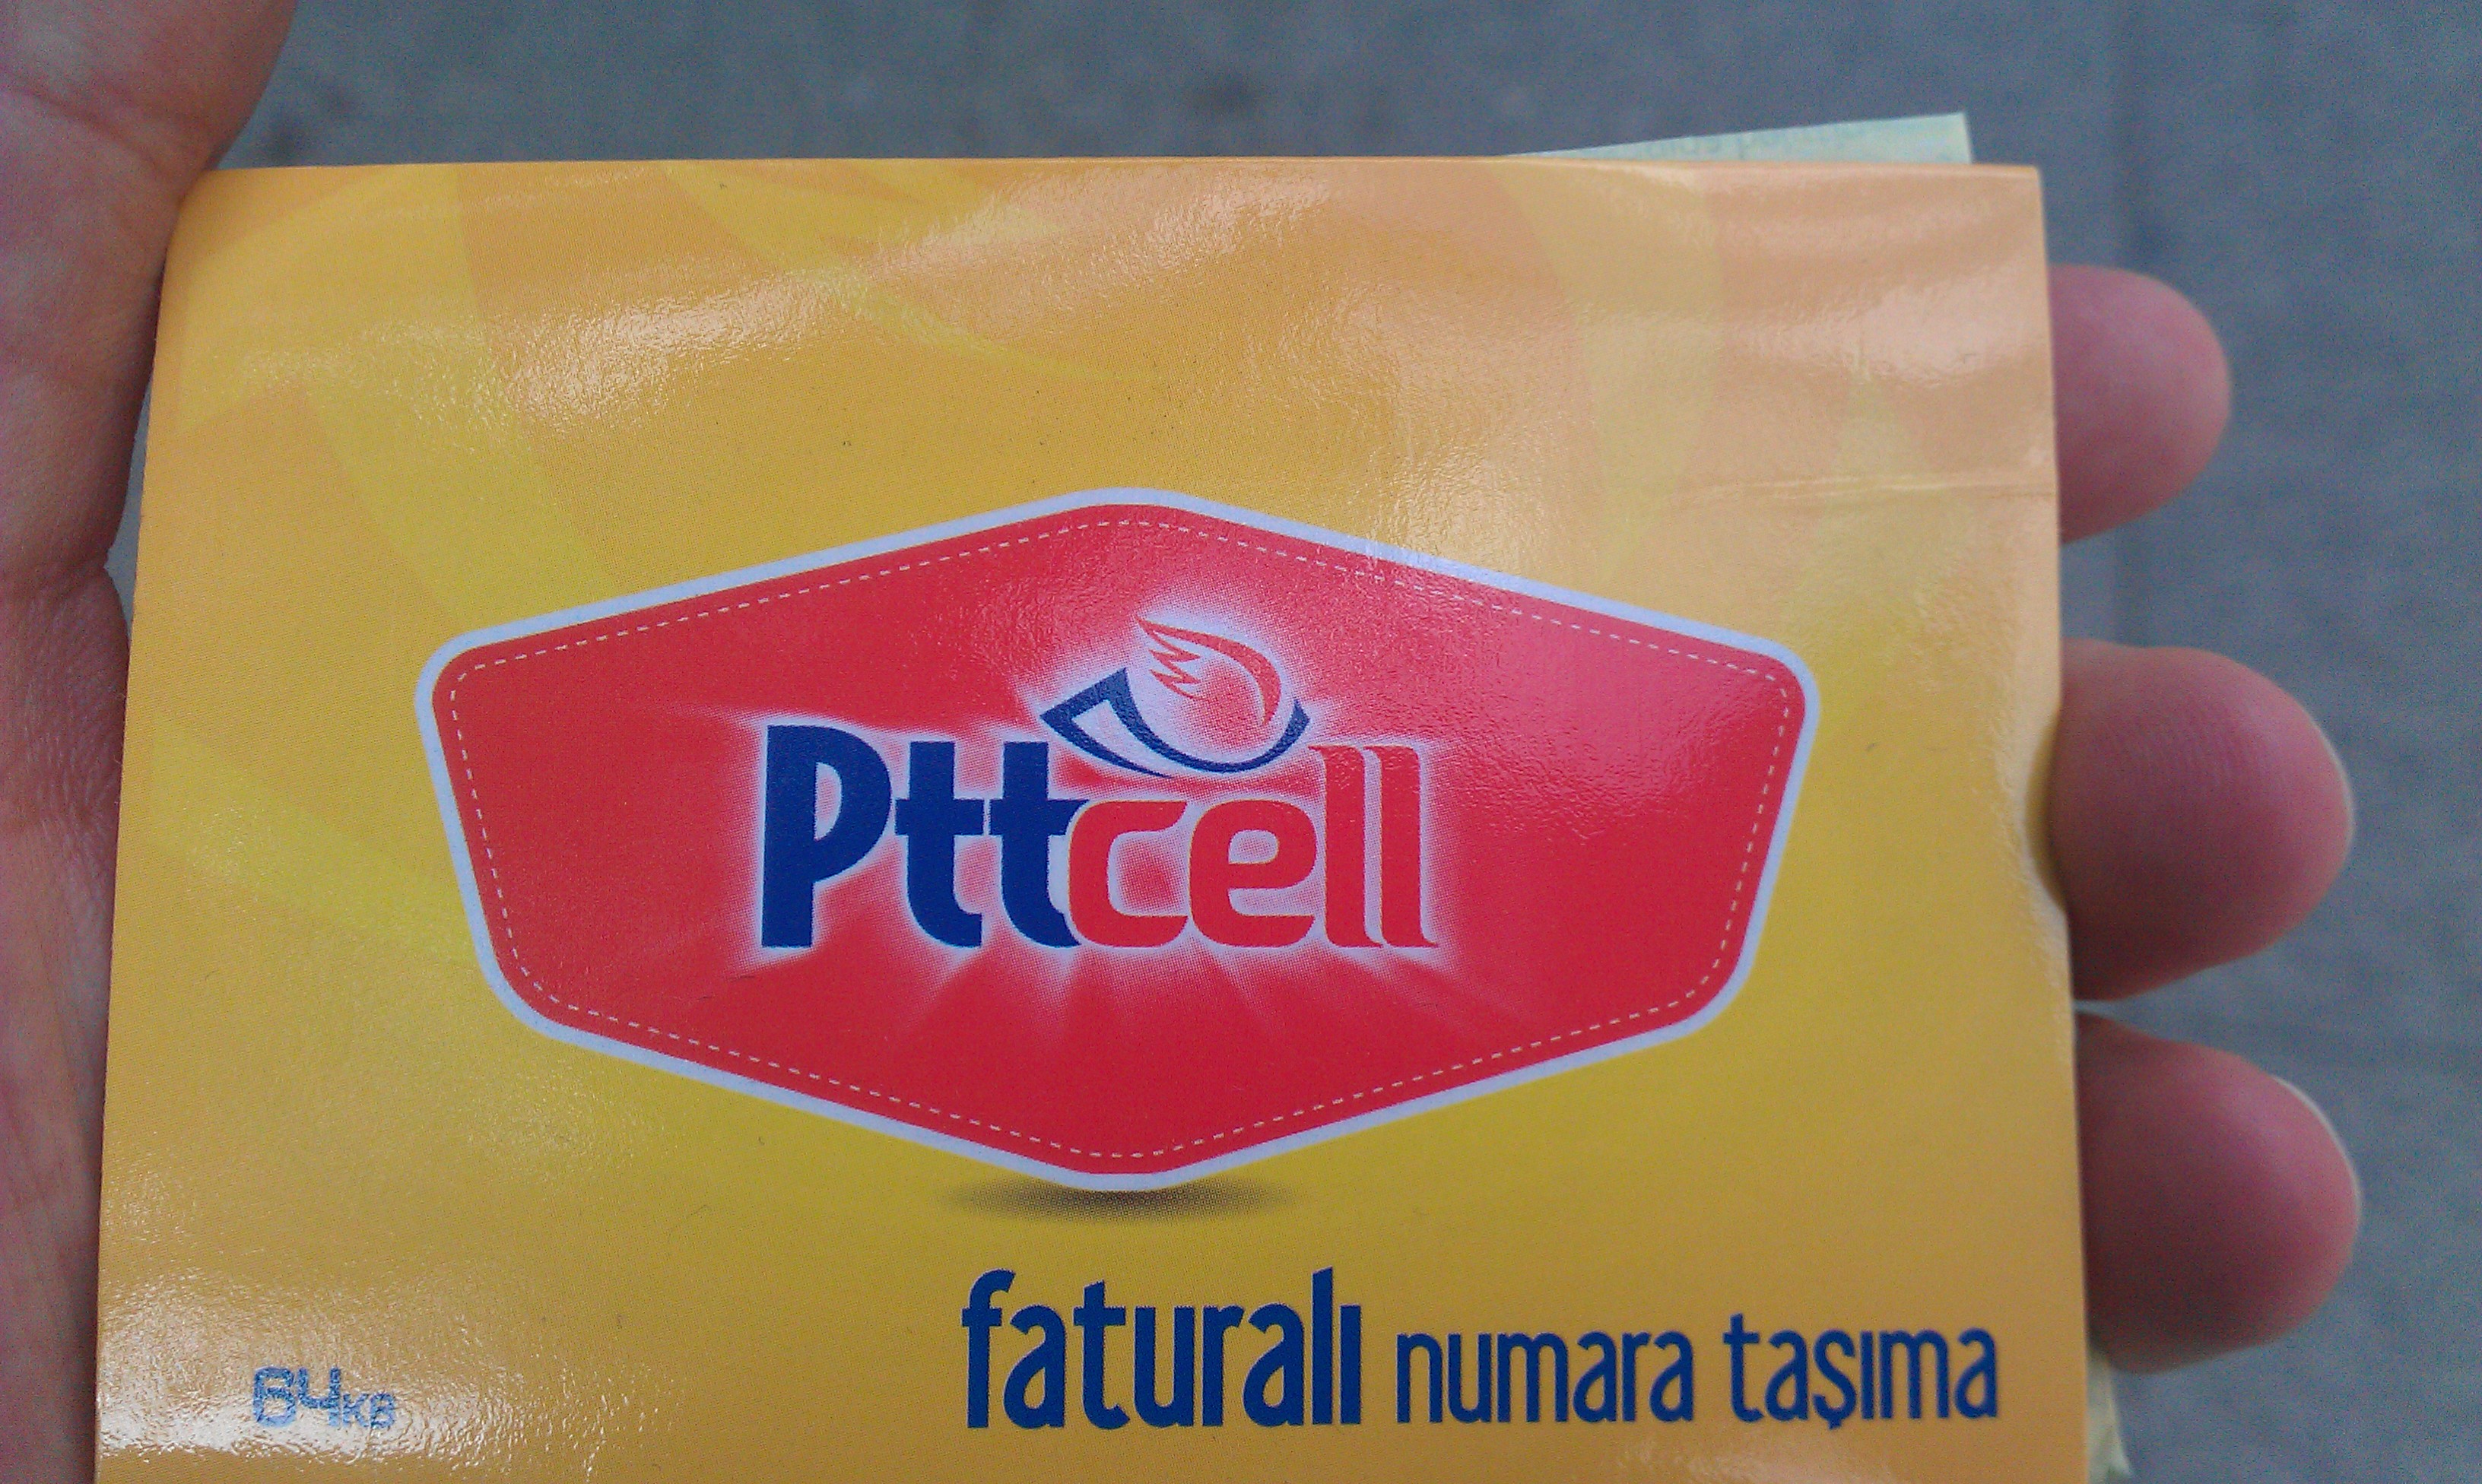 Pttcell
faturalı numara taşıma
64KB